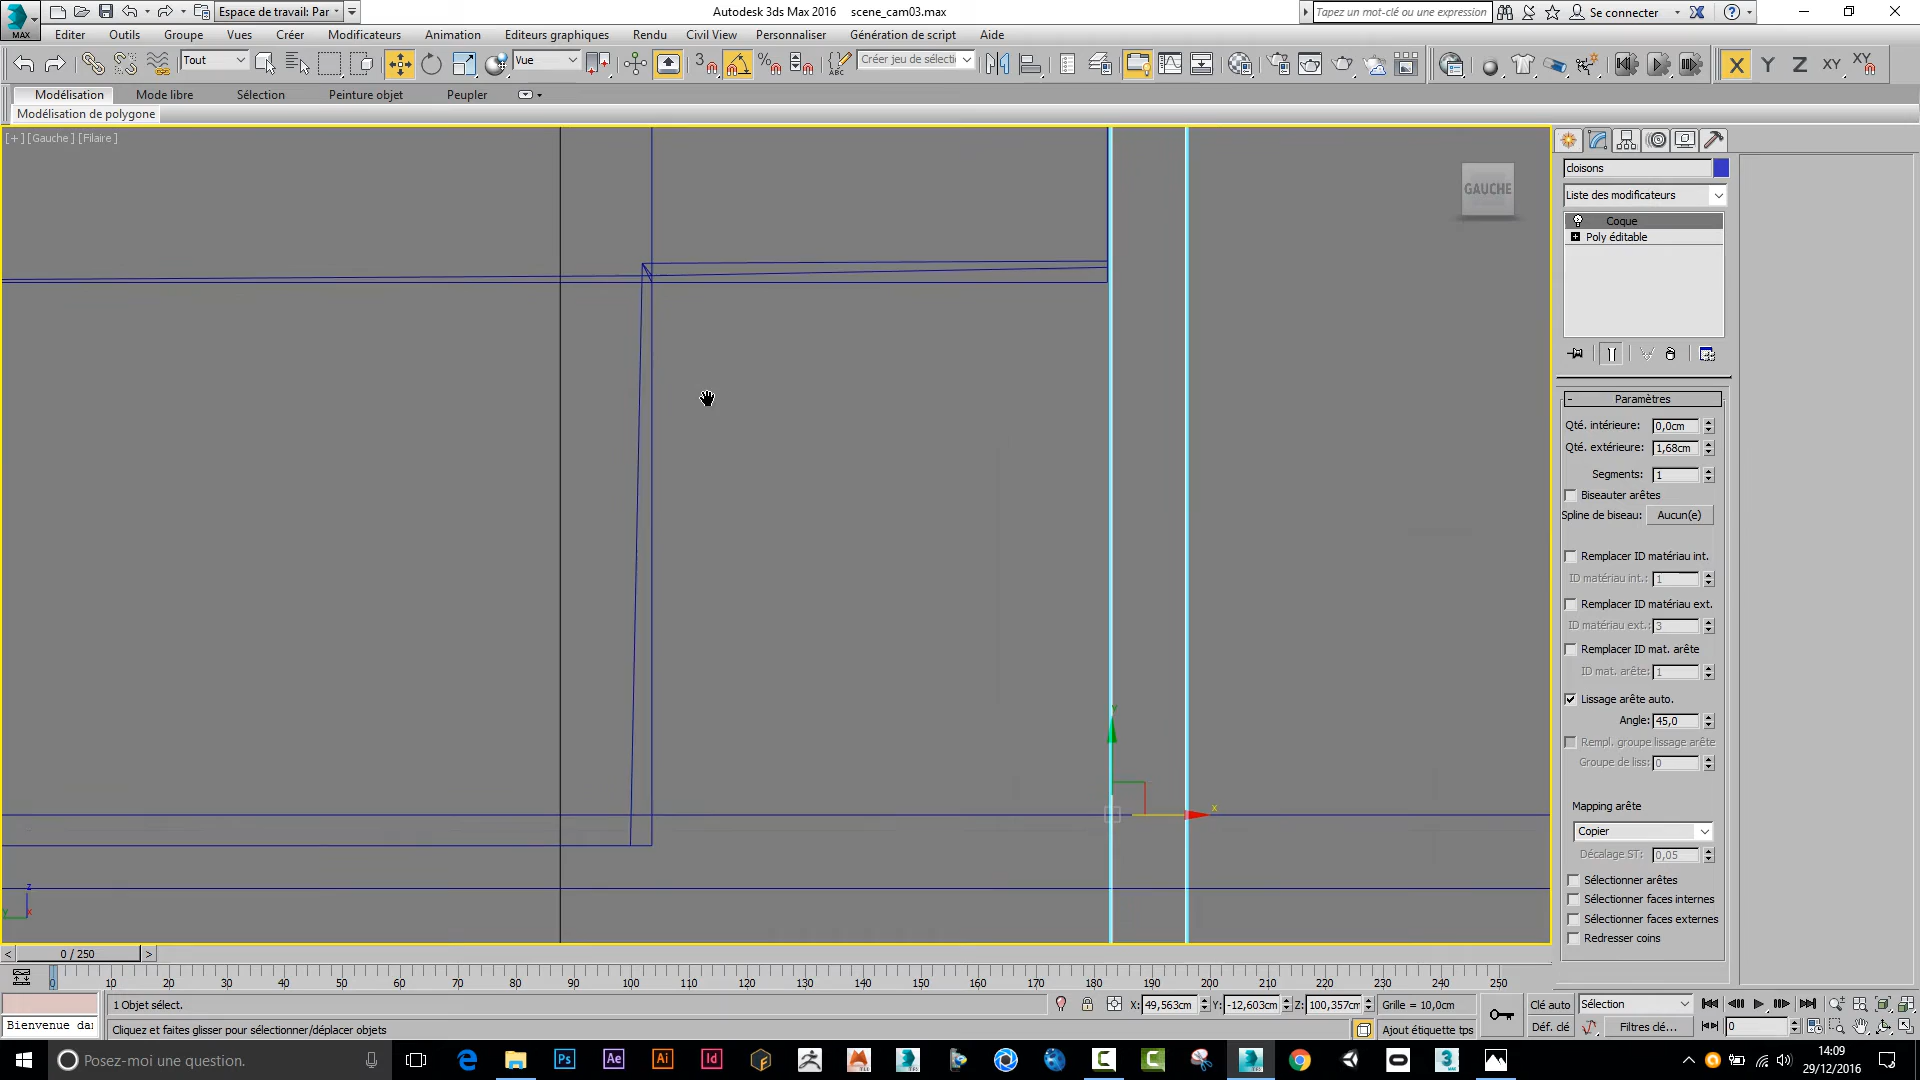 MAX
Espace de travail: Par
Autodesk 3ds Max 2016 scene_cam03.max
Tapez un mot-clé ou une expression
Se connecter
Editer Outils Groupe Vues Créer Modificateurs Animation Editeurs graphiques Rendu Civil View Personnaliser Génération de script Aide
Tout
Vue
3
ABC
Créer jeu de sélecti
X Y Z XY XY
Modélisation Mode libre Sélection Peinture objet Peupler
Modélisation de polygone
[+] [Gauche] [Filaire]
GAUCHE
cloisons
Liste des modificateurs
Coque
Poly éditable
Paramètres
Qté. intérieure: 0,0cm
Qté. extérieure: 1,68cm
Segments: 1
Biseauter arêtes
Spline de biseau: Aucun(e)
Remplacer ID matériau int.
ID matériau int.: 1
Remplacer ID matériau ext.
ID matériau ext.: 3
Remplacer ID mat. arête
ID mat. arête: 1
Lissage arête auto.
Angle: 45,0
Rempl. groupe lissage arête
Groupe de liss: 0
Mapping arête
Copier
Décalage ST: 0,05
Sélectionner arêtes
Sélectionner faces internes
Sélectionner faces externes
Redresser coins
y
x
z
y x
< 0 / 250 >
0 10 20 30 40 50 60 70 80 90 100 110 120 130 140 150 160 170 180 190 200 210 220 230 240 250
1 Objet sélect.
X: 49,563cm Y: -12,603cm Z: 100,357cm Grille = 10,0cm
Clé auto Sélection
Bienvenue da
Cliquez et faites glisser pour sélectionner/déplacer objets
Ajout étiquette tps
Déf. clé Filtres clé... 0
Posez-moi une question.
Ps Ae Ai Id
14:09
29/12/2016